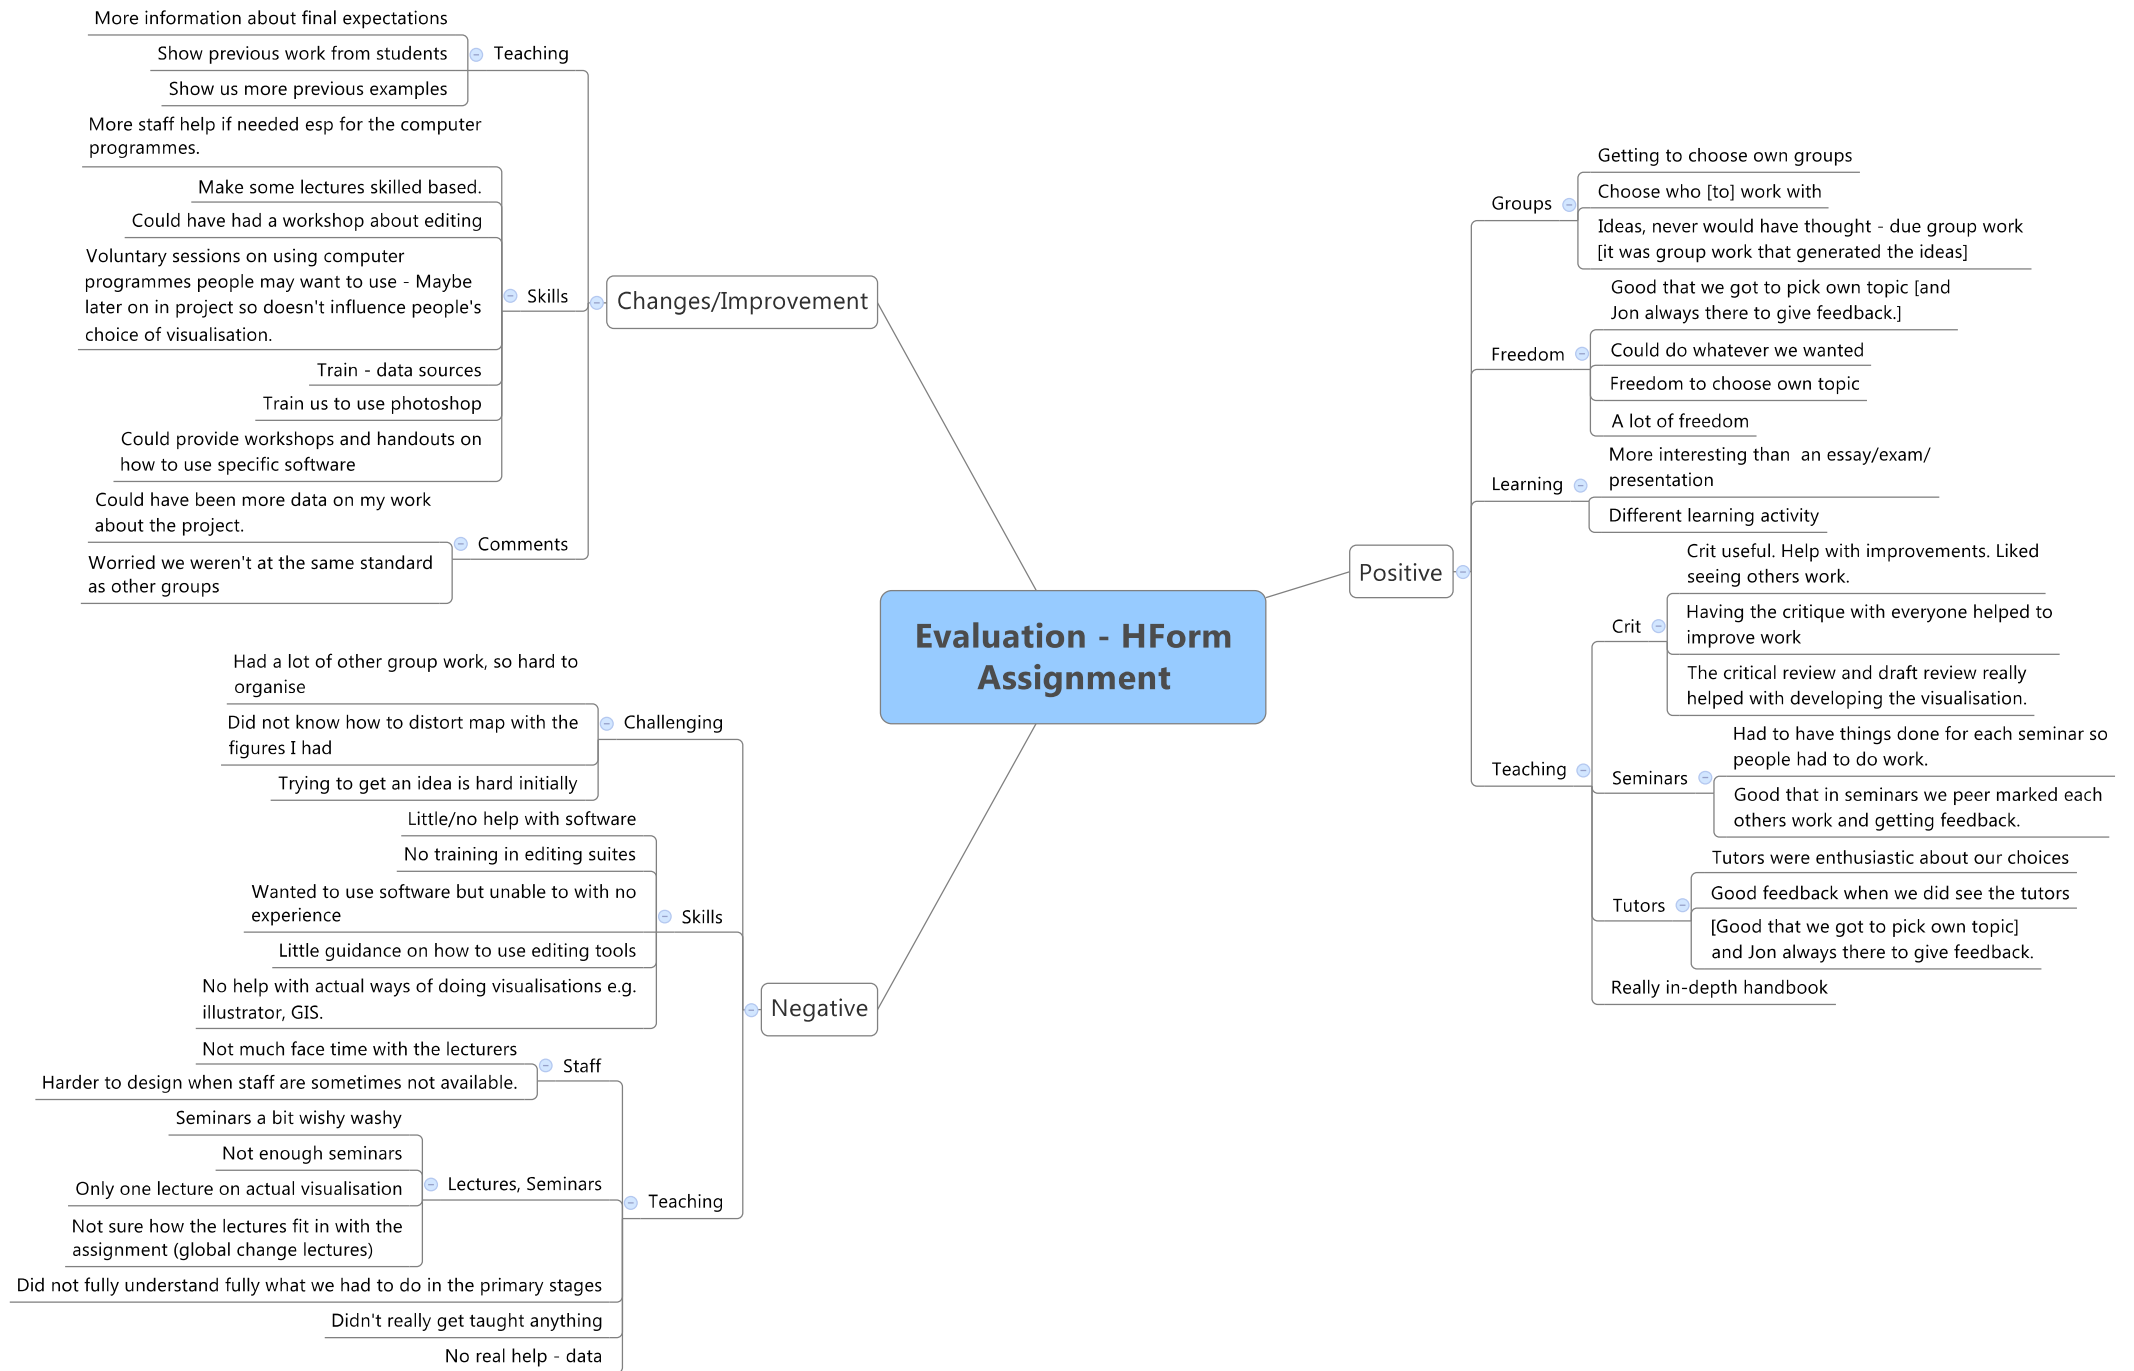 Evaluation - HForm
Assignment
Changes/Improvement
Teaching
More information about final expectations
Show previous work from students
Show us more previous examples
Skills
More staff help if needed esp for the computer
programmes.
Make some lectures skilled based.
Could have had a workshop about editing
Voluntary sessions on using computer
programmes people may want to use - Maybe
later on in project so doesn't influence people's
choice of visualisation.
Train - data sources
Train us to use photoshop
Could provide workshops and handouts on
how to use specific software
Comments
Could have been more data on my work
about the project.
Worried we weren't at the same standard
as other groups
Positive
Groups
Getting to choose own groups
Choose who [to] work with
Ideas, never would have thought - due group work
[it was group work that generated the ideas]
Freedom
Good that we got to pick own topic [and
Jon always there to give feedback.]
Could do whatever we wanted
Freedom to choose own topic
A lot of freedom
Learning
More interesting than  an essay/exam/
presentation
Different learning activity
Teaching
Crit
Crit useful. Help with improvements. Liked
seeing others work.
Having the critique with everyone helped to
improve work
The critical review and draft review really
helped with developing the visualisation.
Seminars
Had to have things done for each seminar so
people had to do work.
Good that in seminars we peer marked each
others work and getting feedback.
Tutors
Tutors were enthusiastic about our choices
Good feedback when we did see the tutors
[Good that we got to pick own topic]
and Jon always there to give feedback.
Really in-depth handbook
Negative
Challenging
Had a lot of other group work, so hard to
organise
Did not know how to distort map with the
figures I had
Trying to get an idea is hard initially
Skills
Little/no help with software
No training in editing suites
Wanted to use software but unable to with no
experience
Little guidance on how to use editing tools
No help with actual ways of doing visualisations e.g.
illustrator, GIS.
Teaching
Staff
Not much face time with the lecturers
Harder to design when staff are sometimes not available.
Lectures, Seminars
Seminars a bit wishy washy
Not enough seminars
Only one lecture on actual visualisation
Not sure how the lectures fit in with the
assignment (global change lectures)
Did not fully understand fully what we had to do in the primary stages
Didn't really get taught anything
No real help - data